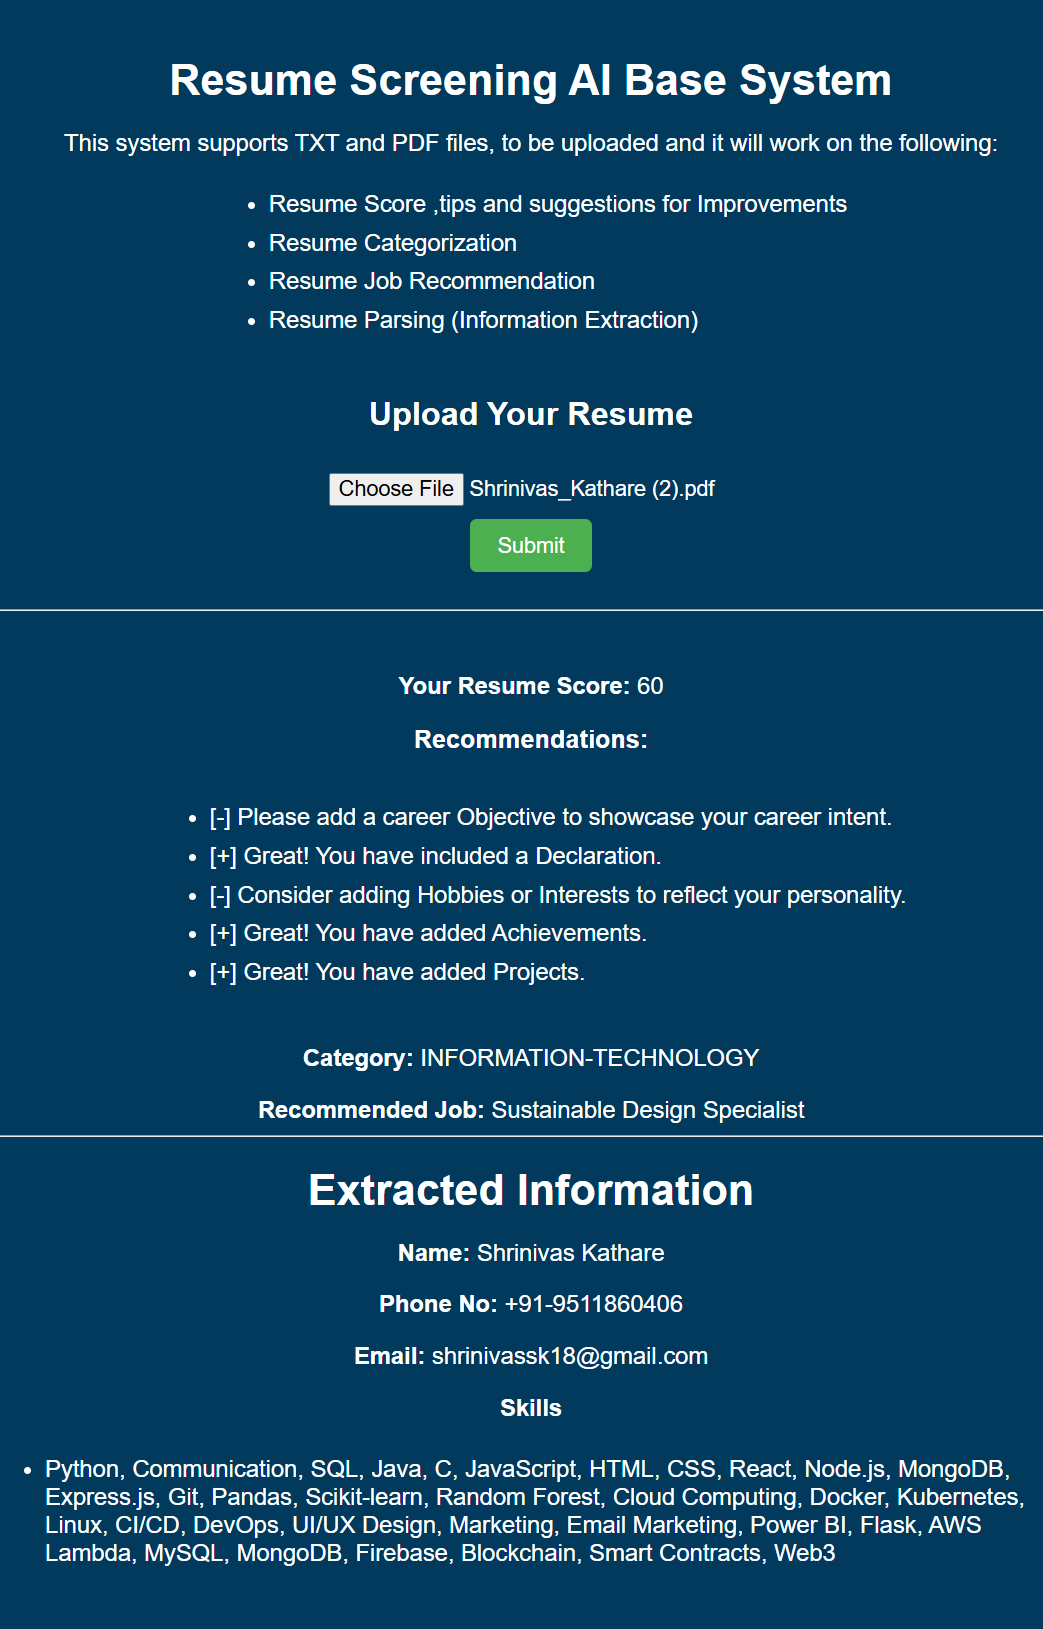 Resume Screening AI Base System
This system supports TXT and PDF files, to be uploaded and it will work on the following:
• Resume Score ,tips and suggestions for Improvements
• Resume Categorization
• Resume Job Recommendation
• Resume Parsing (Information Extraction)
Upload Your Resume
Choose File Shrinivas_Kathare (2).pdf
Submit
Your Resume Score: 60
Recommendations:
• [-] Please add a career Objective to showcase your career intent.
• [+] Great! You have included a Declaration.
• [-] Consider adding Hobbies or Interests to reflect your personality.
• [+] Great! You have added Achievements.
• [+] Great! You have added Projects.
Category: INFORMATION-TECHNOLOGY
Recommended Job: Sustainable Design Specialist
Extracted Information
Name: Shrinivas Kathare
Phone No: +91-9511860406
Email: shrinivassk18@gmail.com
Skills
• Python, Communication, SQL, Java, C, JavaScript, HTML, CSS, React, Node.js, MongoDB,
Express.js, Git, Pandas, Scikit-learn, Random Forest, Cloud Computing, Docker, Kubernetes,
Linux, CI/CD, DevOps, UI/UX Design, Marketing, Email Marketing, Power BI, Flask, AWS
Lambda, MySQL, MongoDB, Firebase, Blockchain, Smart Contracts, Web3